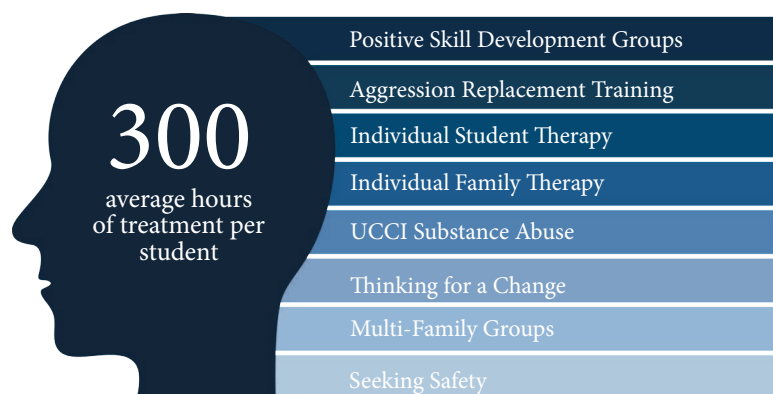 300
average hours
of treatment per
student
Positive Skill Development Groups
Aggression Replacement Training
Individual Student Therapy
Individual Family Therapy
UCCI Substance Abuse
Thinking for a Change
Multi-Family Groups
Seeking Safety